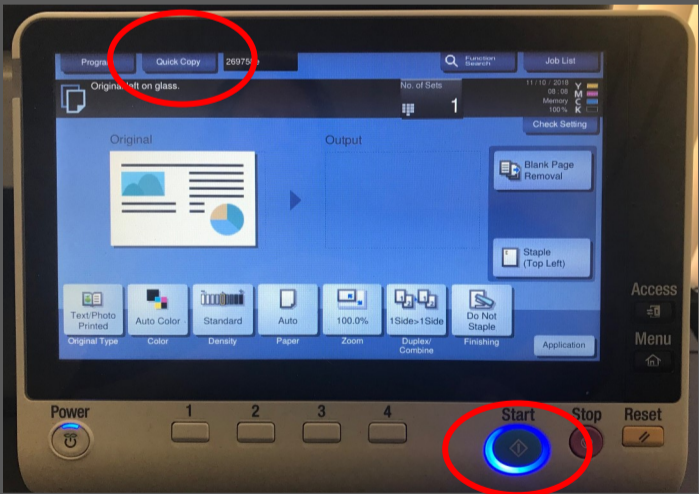 Quick Copy
Function
Search
Job List
Original left on glass.
No. of Sets
1
11 / 10 / 2018
08 : 08
Memory
100 %
Y
M
C
K
Check Setting
Original
Output
Blank Page
Removal
Staple
(Top Left)
Text/Photo
Printed
Auto Color
Standard
Auto
100.0%
1Side>1Side
Do Not
Staple
Original Type
Color
Density
Paper
Zoom
Duplex/
Combine
Finishing
Application
Access
Menu
Power
1
2
3
4
Start
Stop
Reset